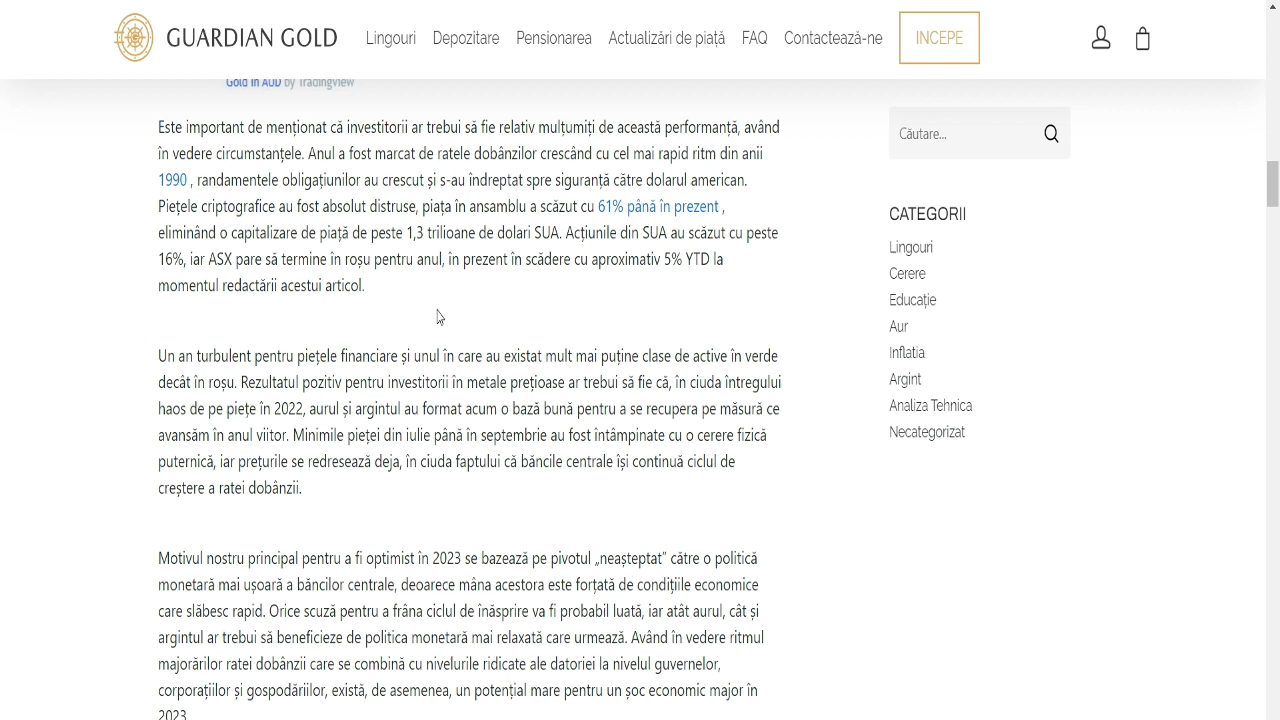 GUARDIAN GOLD
Lingouri Depozitare Pensionarea Actualizări de piață FAQ Contactează-ne INCEPE
Gold in AUD by TradingView
Este important de menționat că investitorii ar trebui să fie relativ mulțumiți de această performanță, având
în vedere circumstanțele. Anul a fost marcat de ratele dobânzilor crescând cu cel mai rapid ritm din anii
1990 , randamentele obligațiunilor au crescut și s-au îndreptat spre siguranță către dolarul american.
Piețele criptografice au fost absolut distruse, piața în ansamblu a scăzut cu 61% până în prezent ,
eliminând o capitalizare de piață de peste 1,3 trilioane de dolari SUA. Acțiunile din SUA au scăzut cu peste
16%, iar ASX pare să termine în roșu pentru anul, în prezent în scădere cu aproximativ 5% YTD la
momentul redactării acestui articol.
Un an turbulent pentru piețele financiare și unul în care au existat mult mai puține clase de active în verde
decât în roșu. Rezultatul pozitiv pentru investitorii în metale prețioase ar trebui să fie că, în ciuda întregului
haos de pe piețe în 2022, aurul și argintul au format acum o bază bună pentru a se recupera pe măsură ce
avansăm în anul viitor. Minimile pieței din iulie până în septembrie au fost întâmpinate cu o cerere fizică
puternică, iar prețurile se redresează deja, în ciuda faptului că băncile centrale își continuă ciclul de
creștere a ratei dobânzii.
Motivul nostru principal pentru a fi optimist în 2023 se bazează pe pivotul „neașteptat” către o politică
monetară mai ușoară a băncilor centrale, deoarece mâna acestora este forțată de condițiile economice
care slăbesc rapid. Orice scuză pentru a frâna ciclul de înăsprire va fi probabil luată, iar atât aurul, cât și
argintul ar trebui să beneficieze de politica monetară mai relaxată care urmează. Având în vedere ritmul
majorărilor ratei dobânzii care se combină cu nivelurile ridicate ale datoriei la nivelul guvernelor,
corporațiilor și gospodăriilor, există, de asemenea, un potențial mare pentru un șoc economic major în
2023.
Căutare...
CATEGORII
Lingouri
Cerere
Educație
Aur
Inflatia
Argint
Analiza Tehnica
Necategorizat